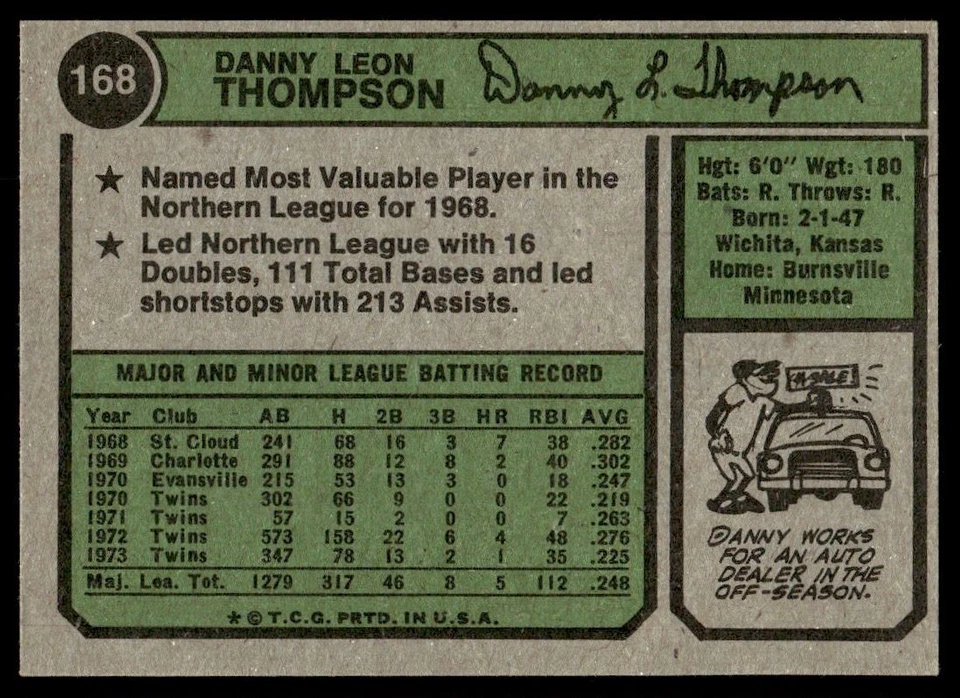 168
DANNY LEON
THOMPSON
Danny L. Thompson
★ Named Most Valuable Player in the
Northern League for 1968.
★ Led Northern League with 16
Doubles, 111 Total Bases and led
shortstops with 213 Assists.
Hgt: 6'0" Wgt: 180
Bats: R. Throws: R.
Born: 2-1-47
Wichita, Kansas
Home: Burnsville
Minnesota
MAJOR AND MINOR LEAGUE BATTING RECORD
Year Club AB H 2B 3B HR RBI AVG
1968 St. Cloud 241 68 16 3 7 38 .282
1969 Charlotte 291 88 12 8 2 40 .302
1970 Evansville 215 53 13 3 0 18 .247
1970 Twins 302 66 9 0 0 22 .219
1971 Twins 57 15 2 0 0 7 .263
1972 Twins 573 158 22 6 4 48 .276
1973 Twins 347 78 13 2 1 35 .225
Maj. Lea. Tot. 1279 317 46 8 5 112 .248
* © T.C.G. PRTD. IN U.S.A.
DANNY WORKS
FOR AN AUTO
DEALER IN THE
OFF-SEASON.